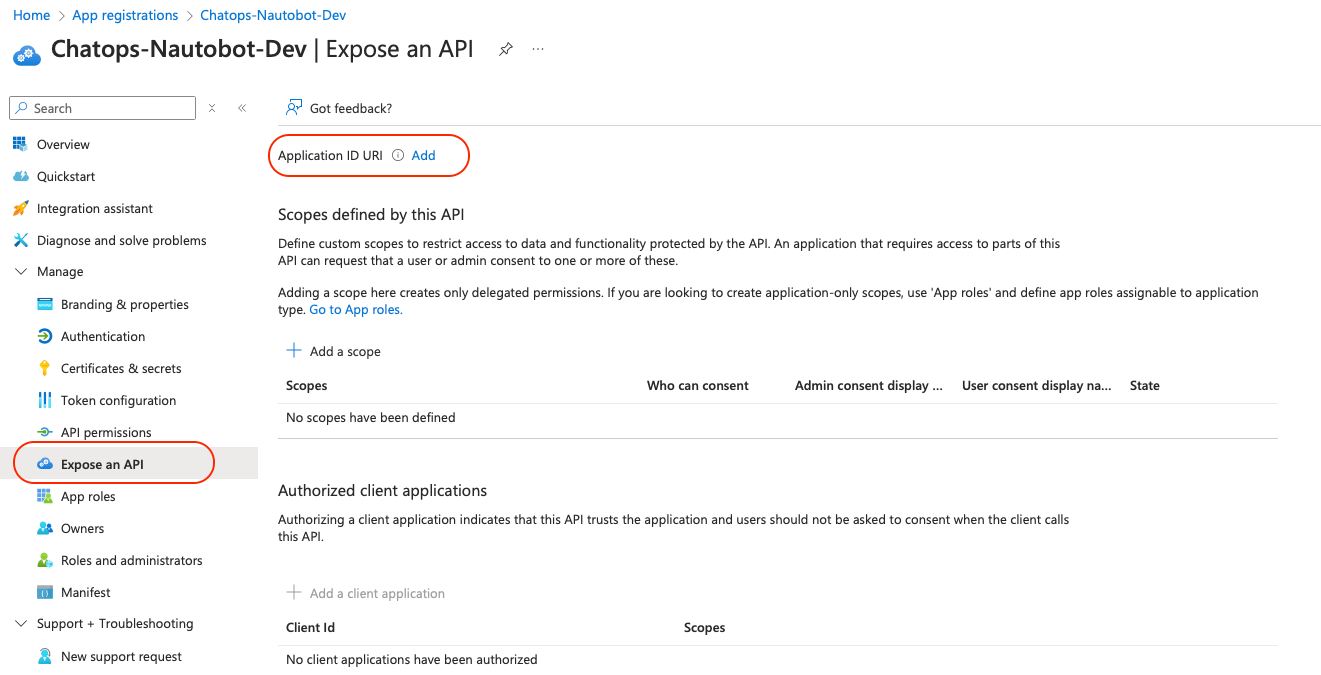 Home > App registrations > Chatops-Nautobot-Dev
Chatops-Nautobot-Dev | Expose an API
Search
Overview
Quickstart
Integration assistant
Diagnose and solve problems
Manage
Branding & properties
Authentication
Certificates & secrets
Token configuration
API permissions
Expose an API
App roles
Owners
Roles and administrators
Manifest
Support + Troubleshooting
New support request
Got feedback?
Application ID URI Add
Scopes defined by this API
Define custom scopes to restrict access to data and functionality protected by the API. An application that requires access to parts of this
API can request that a user or admin consent to one or more of these.
Adding a scope here creates only delegated permissions. If you are looking to create application-only scopes, use 'App roles' and define app roles assignable to application
type. Go to App roles.
Add a scope
Scopes Who can consent Admin consent display ... User consent display na... State
No scopes have been defined
Authorized client applications
Authorizing a client application indicates that this API trusts the application and users should not be asked to consent when the client calls
this API.
Add a client application
Client Id Scopes
No client applications have been authorized